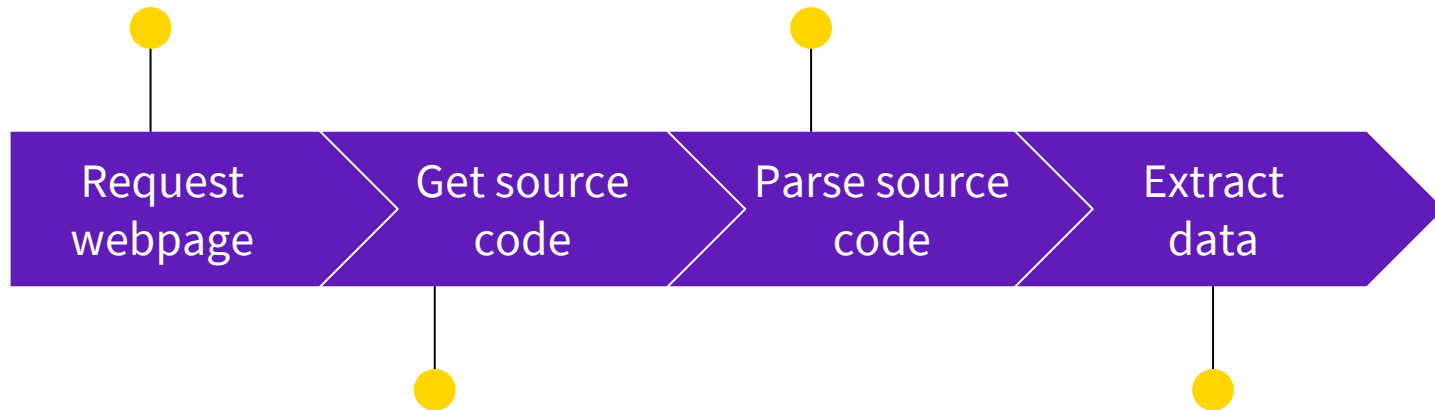 Request
webpage
Get source
code
Parse source
code
Extract
data